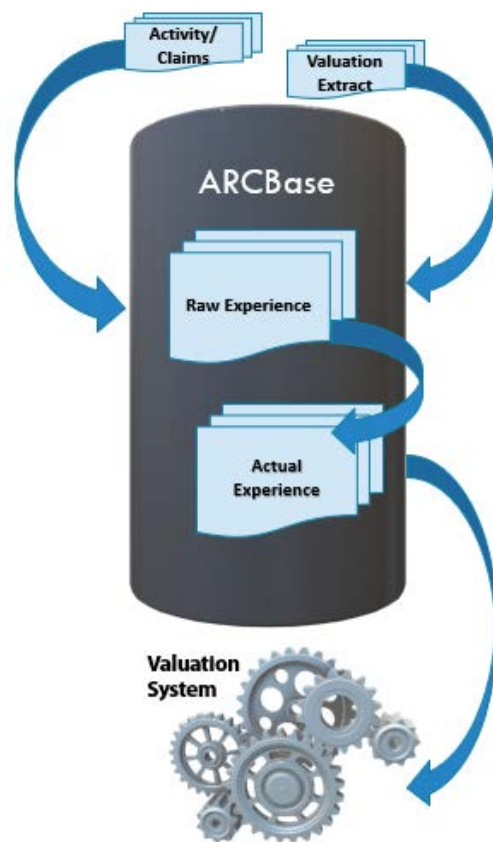 Activity/
Claims
Valuation
Extract
ARCBase
Raw Experience
Actual
Experience
Valuation
System